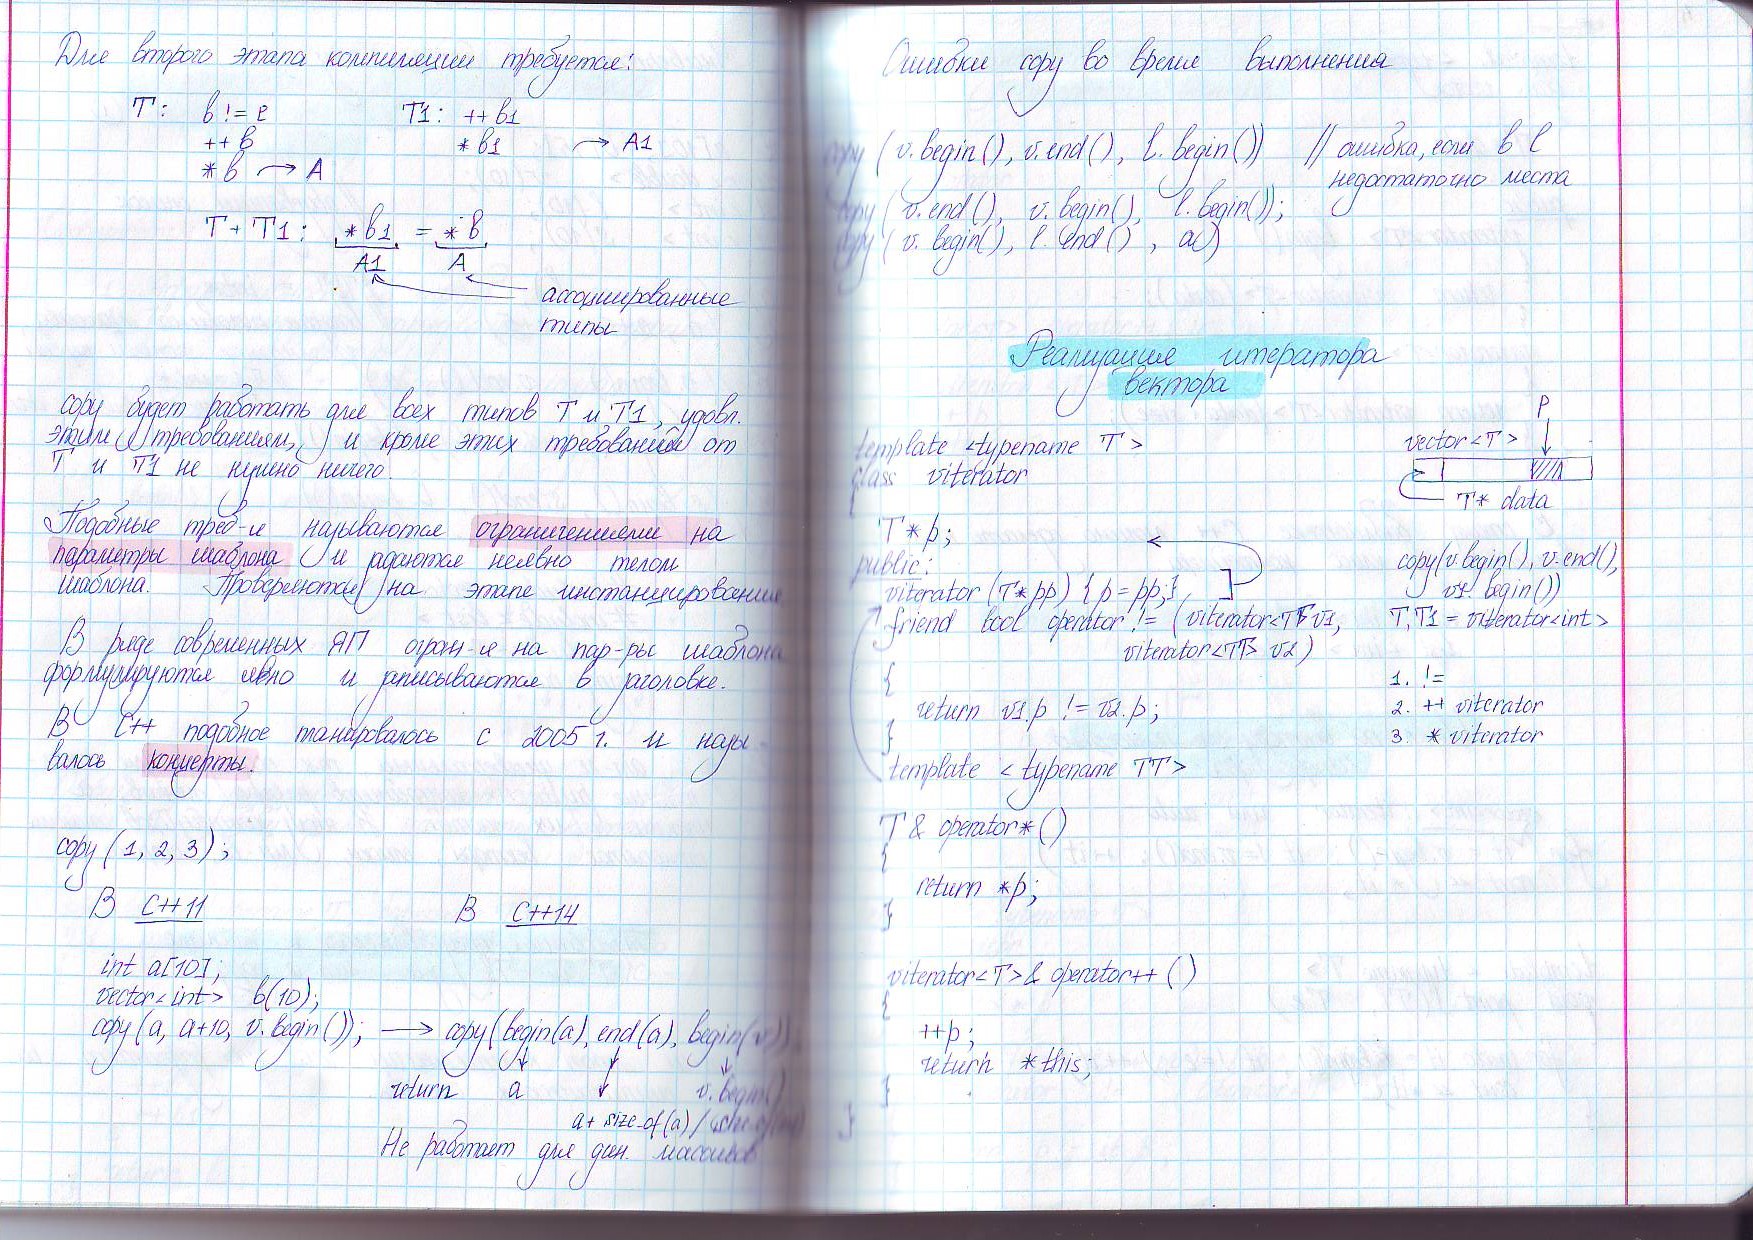 Для второго этапа компиляции требуется:
T: b != e
++b
*b → A
T1: ++b1
*b1 → A1
T + T1: *b1 = *b
A1 A
ассоциированные
типы
copy будет работать для всех типов T и T1, удовл.
этим требованиям, и кроме этих требований от
T и T1 не нужно ничего.
Подобные треб-я называются ограничениями на
параметры шаблона и задаются неявно телом
шаблона. Проверяются на этапе инстанцирования
В ряде современных ЯП огран-я на пар-ры шаблона
формулируются явно и записываются в заголовке.
В C++ подобное планировалось с 2005 г. и назы
валось концепты.
copy (1, 2, 3);
В C++11
В C++14
int a[10];
vector<int> b(10);
copy(a, a+10, v.begin()); → copy(begin(a), end(a), begin(v))
return a v.begin()
a + size_of(a) /
Не работает для дин. массивов
Ошибки copy во время выполнения
copy (v.begin(), v.end(), l.begin()) // ошибка, если в l
недостаточно места
copy (v.end(), v.begin(), l.begin());
copy (v.begin(), l.end(), a)
Реализация итератора
вектора
template <typename T>
class viterator
{
T* p;
public:
viterator (T* pp) { p = pp; }
friend bool operator != (viterator<TT> v1,
viterator<TT> v2)
{
return v1.p != v2.p;
}
template <typename TT>
T& operator*()
{
return *p;
}
viterator<T>& operator++ ()
{
++p;
return *this;
}
}
p
vector<T>
T* data
copy(v.begin(), v.end(),
v1.begin())
T, T1 = viterator<int>
1. !=
2. ++ viterator
3. * viterator